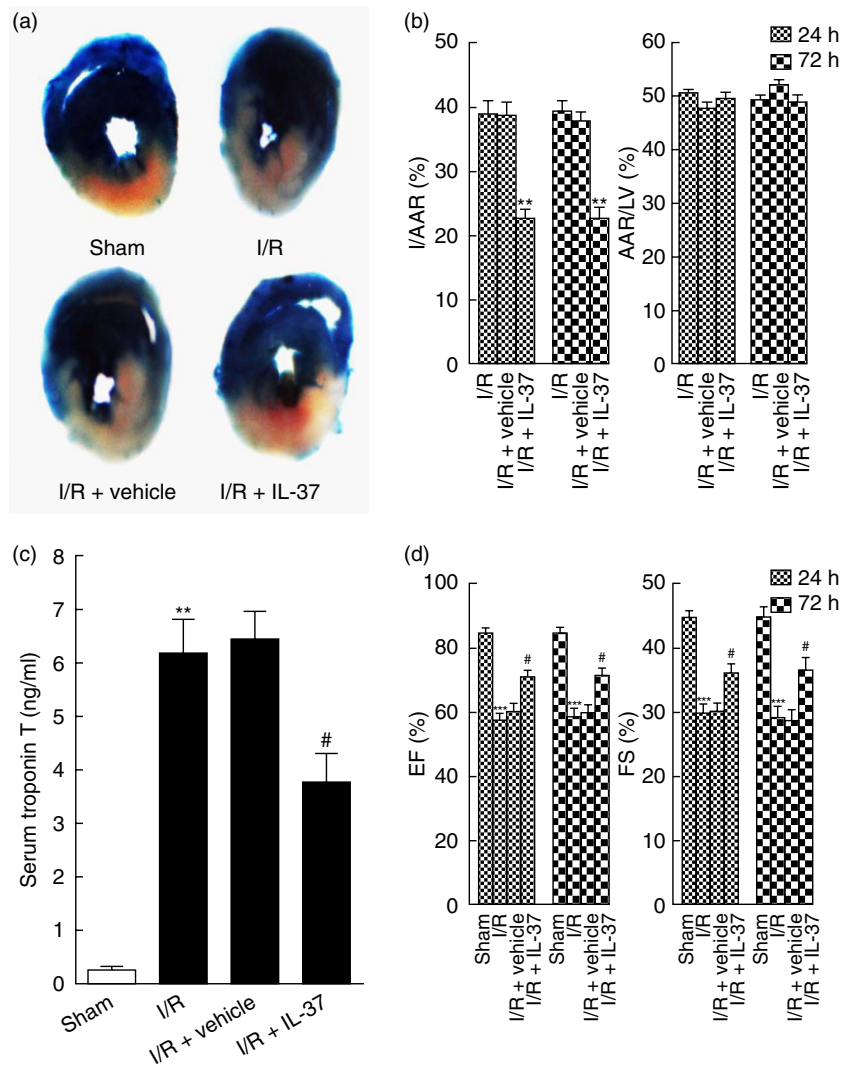 (a)
Sham
I/R
I/R + vehicle
I/R + IL-37
(b)
24 h
72 h
I/AAR (%)
50
40
30
20
10
0
**
**
I/R
I/R + vehicle
I/R + IL-37
I/R
I/R + vehicle
I/R + IL-37
AAR/LV (%)
60
50
40
30
20
10
0
I/R
I/R + vehicle
I/R + IL-37
I/R
I/R + vehicle
I/R + IL-37
(c)
Serum troponin T (ng/ml)
8
7
6
5
4
3
2
1
0
**
#
Sham
I/R
I/R + vehicle
I/R + IL-37
(d)
24 h
72 h
EF (%)
100
80
60
40
20
0
***
#
***
#
Sham
I/R
I/R + vehicle
I/R + IL-37
Sham
I/R
I/R + vehicle
I/R + IL-37
FS (%)
50
40
30
20
10
0
***
#
***
#
Sham
I/R
I/R + vehicle
I/R + IL-37
Sham
I/R
I/R + vehicle
I/R + IL-37